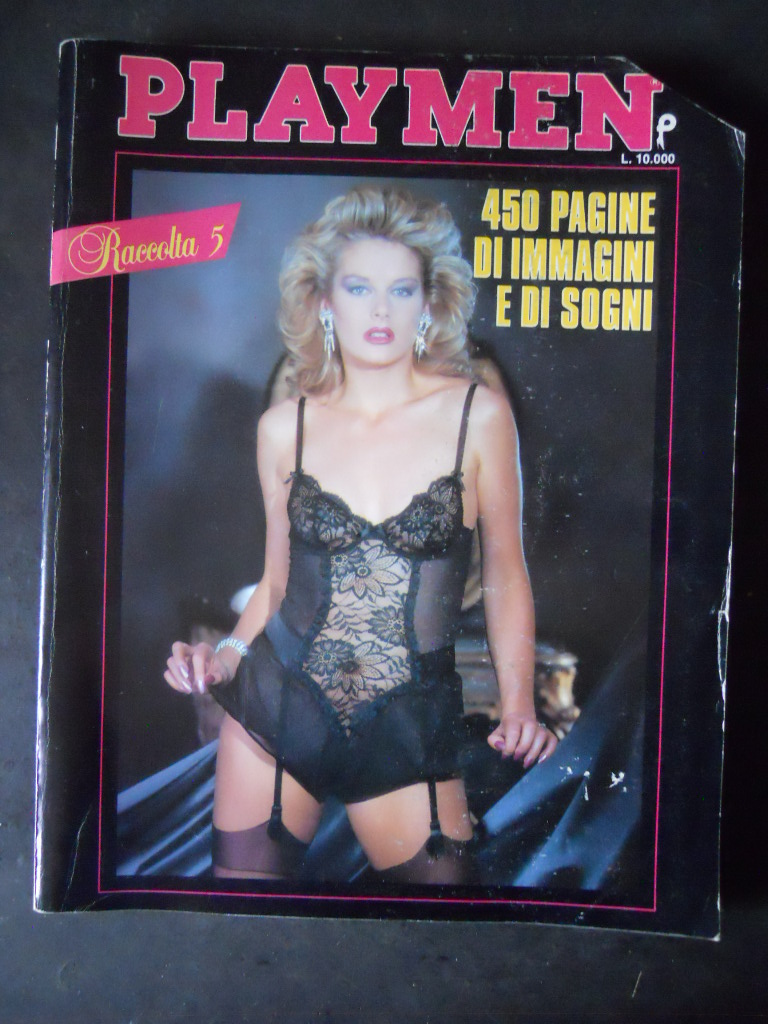 PLAYMEN
L. 10.000
Raccolta 5
450 PAGINE
DI IMMAGINI
E DI SOGNI